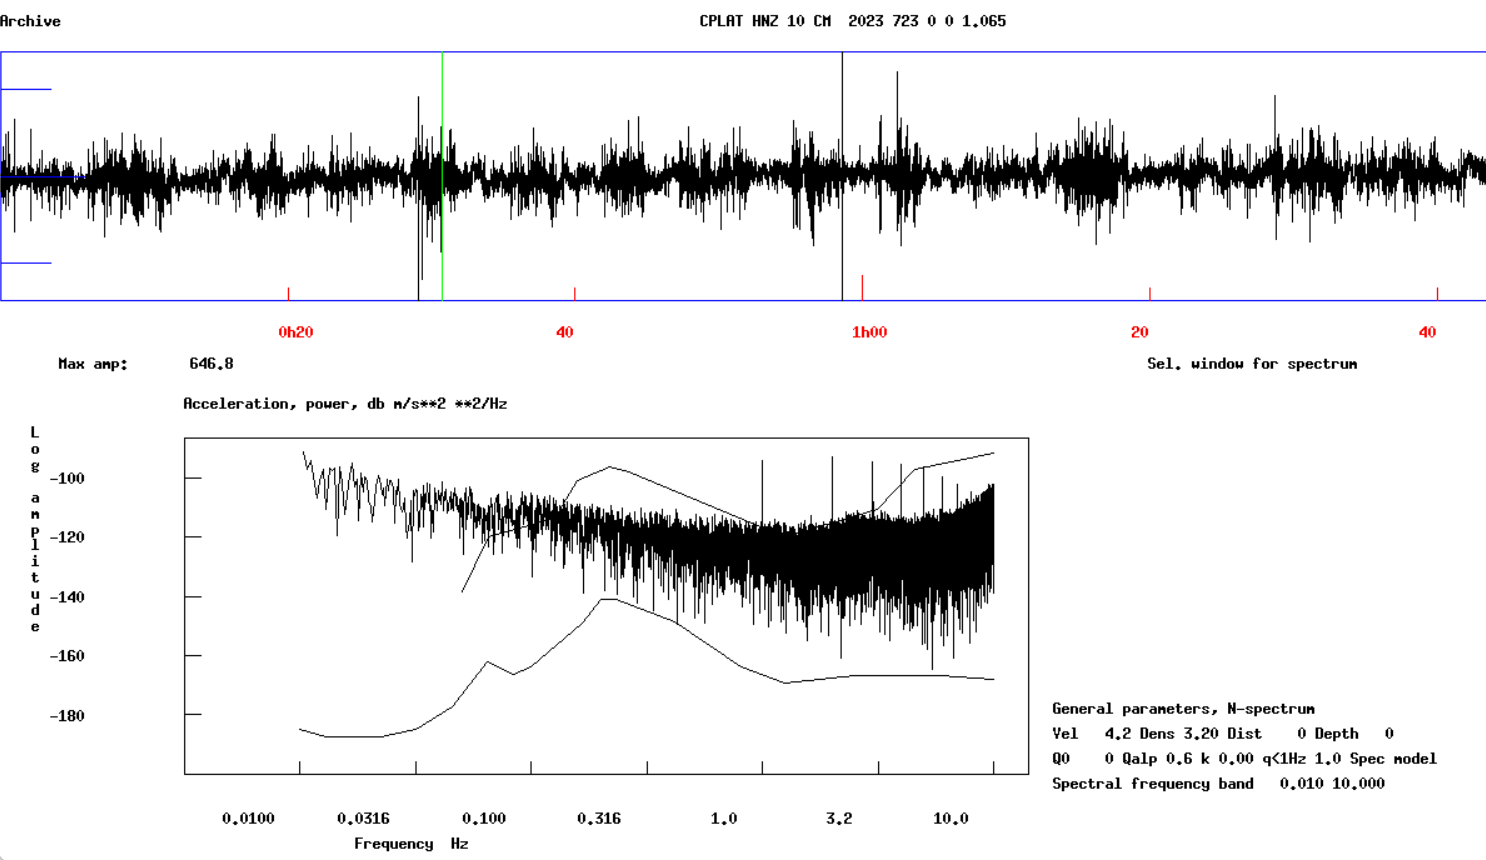 Archive CPLAT HNZ 10 CM 2023 723 0 0 1.065
0h20 40 1h00 20 40
Max amp: 646.8 Sel. window for spectrum
Acceleration, power, db m/s**2 **2/Hz
Log amplitude
-100
-120
-140
-160
-180
General parameters, N-spectrum
Vel 4.2 Dens 3.20 Dist 0 Depth 0
Q0 0 Qalp 0.6 k 0.00 q<1Hz 1.0 Spec model
Spectral frequency band 0.010 10.000
0.0100 0.0316 0.100 0.316 1.0 3.2 10.0
Frequency Hz